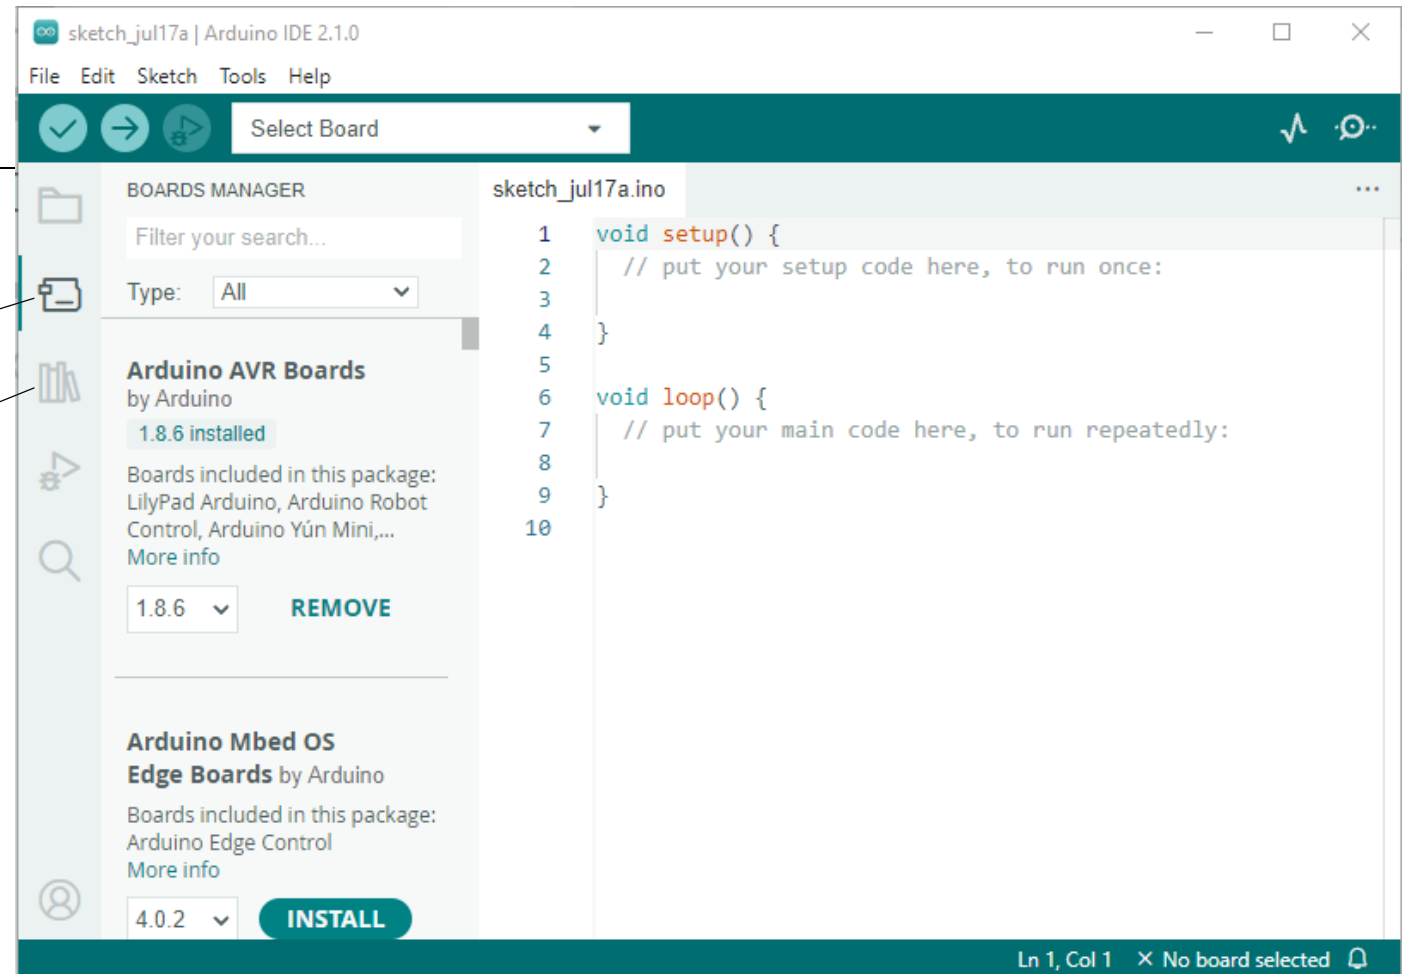 sketch_jul17a | Arduino IDE 2.1.0
File Edit Sketch Tools Help
Select Board
BOARDS MANAGER
Filter your search...
Type: All
Arduino AVR Boards
by Arduino
1.8.6 installed
Boards included in this package:
LilyPad Arduino, Arduino Robot
Control, Arduino Yún Mini,...
More info
1.8.6 REMOVE
Arduino Mbed OS
Edge Boards by Arduino
Boards included in this package:
Arduino Edge Control
More info
4.0.2 INSTALL
sketch_jul17a.ino ...
1 void setup() {
2 // put your setup code here, to run once:
3
4 }
5
6 void loop() {
7 // put your main code here, to run repeatedly:
8
9 }
10
Ln 1, Col 1 × No board selected